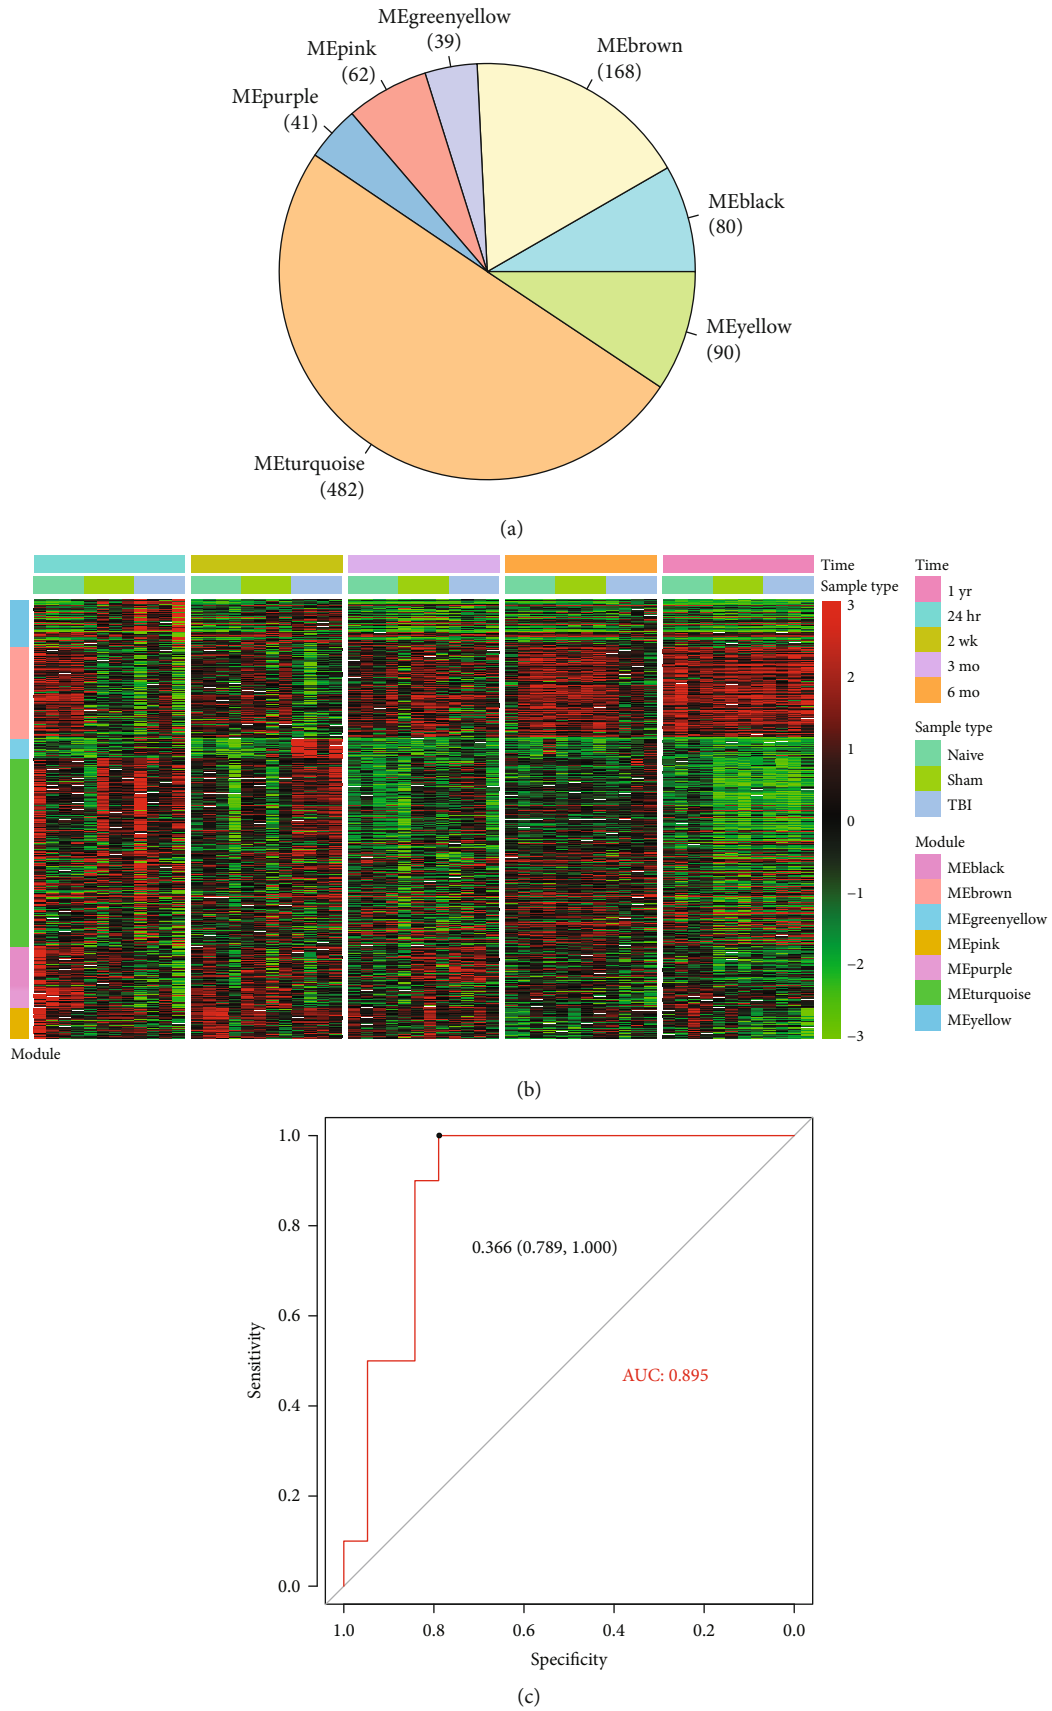 MEgreenyellow
(39)
MEbrown
(168)
MEpink
(62)
MEpurple
(41)
MEblack
(80)
MEyellow
(90)
MEturquoise
(482)
(a)
Time
Sample type
3
2
1
0
−1
−2
−3
Time
1 yr
24 hr
2 wk
3 mo
6 mo
Sample type
Naive
Sham
TBI
Module
MEblack
MEbrown
MEgreenyellow
MEpink
MEpurple
MEturquoise
MEyellow
Module
(b)
1.0
0.8
0.6
0.4
0.2
0.0
Sensitivity
0.366 (0.789, 1.000)
AUC: 0.895
1.0
0.8
0.6
0.4
0.2
0.0
Specificity
(c)